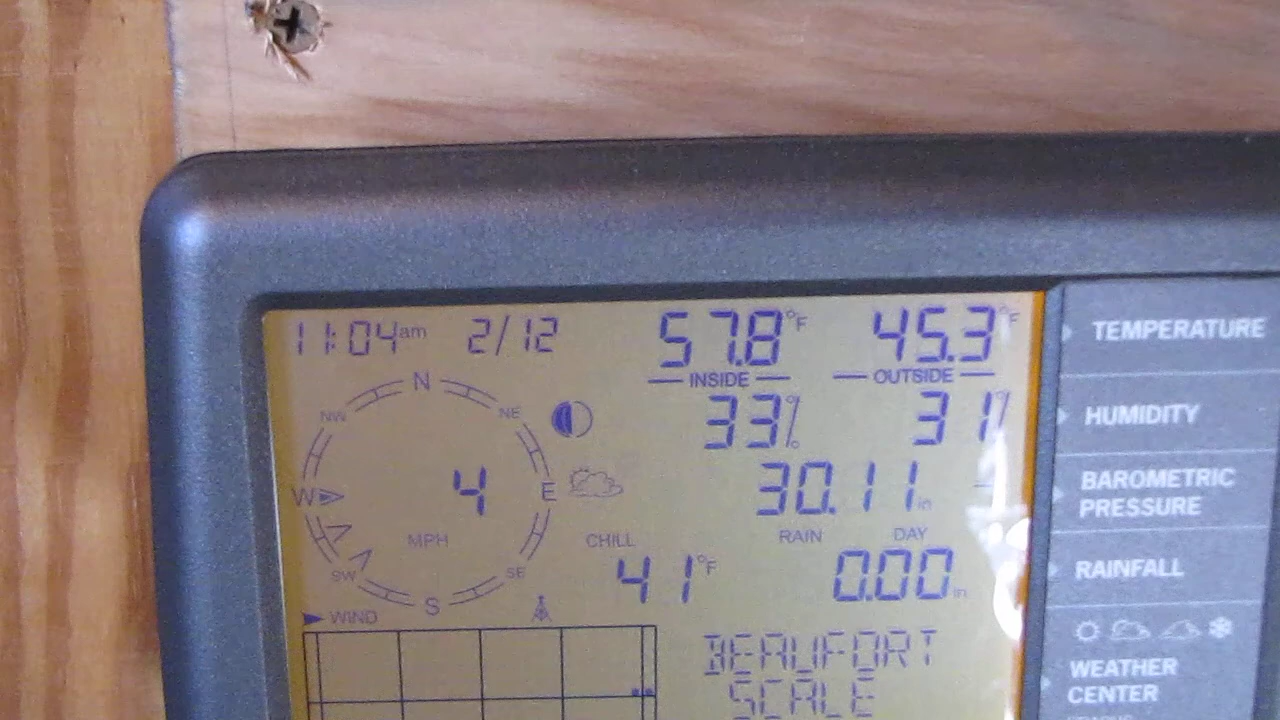 11:04am 2/12 57.8°F 45.3°F TEMPERATURE
INSIDE OUTSIDE
N
NW NE 33% 31% HUMIDITY
W 4 E 30.11in BAROMETRIC
PRESSURE
MPH CHILL RAIN DAY
SW SE 41°F 0.00in RAINFALL
S
WIND
BEAUFORT WEATHER
SCALE CENTER